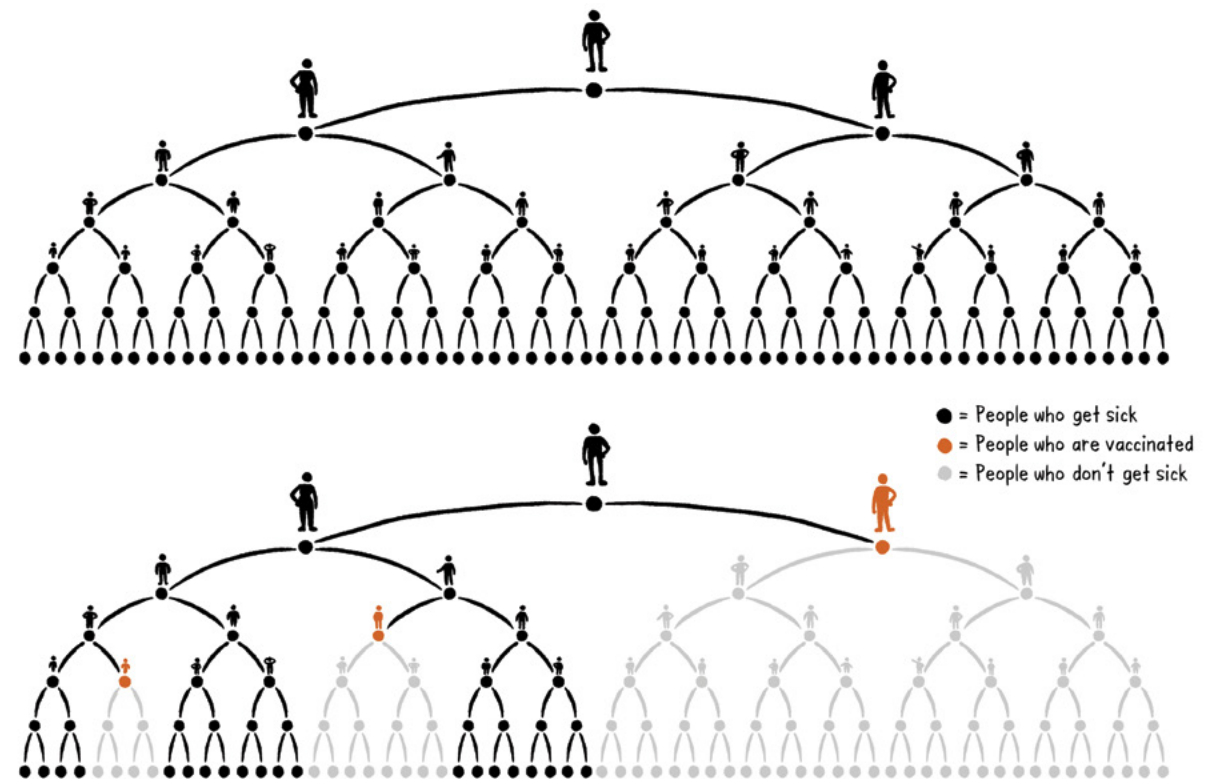 = People who get sick
= People who are vaccinated
= People who don't get sick